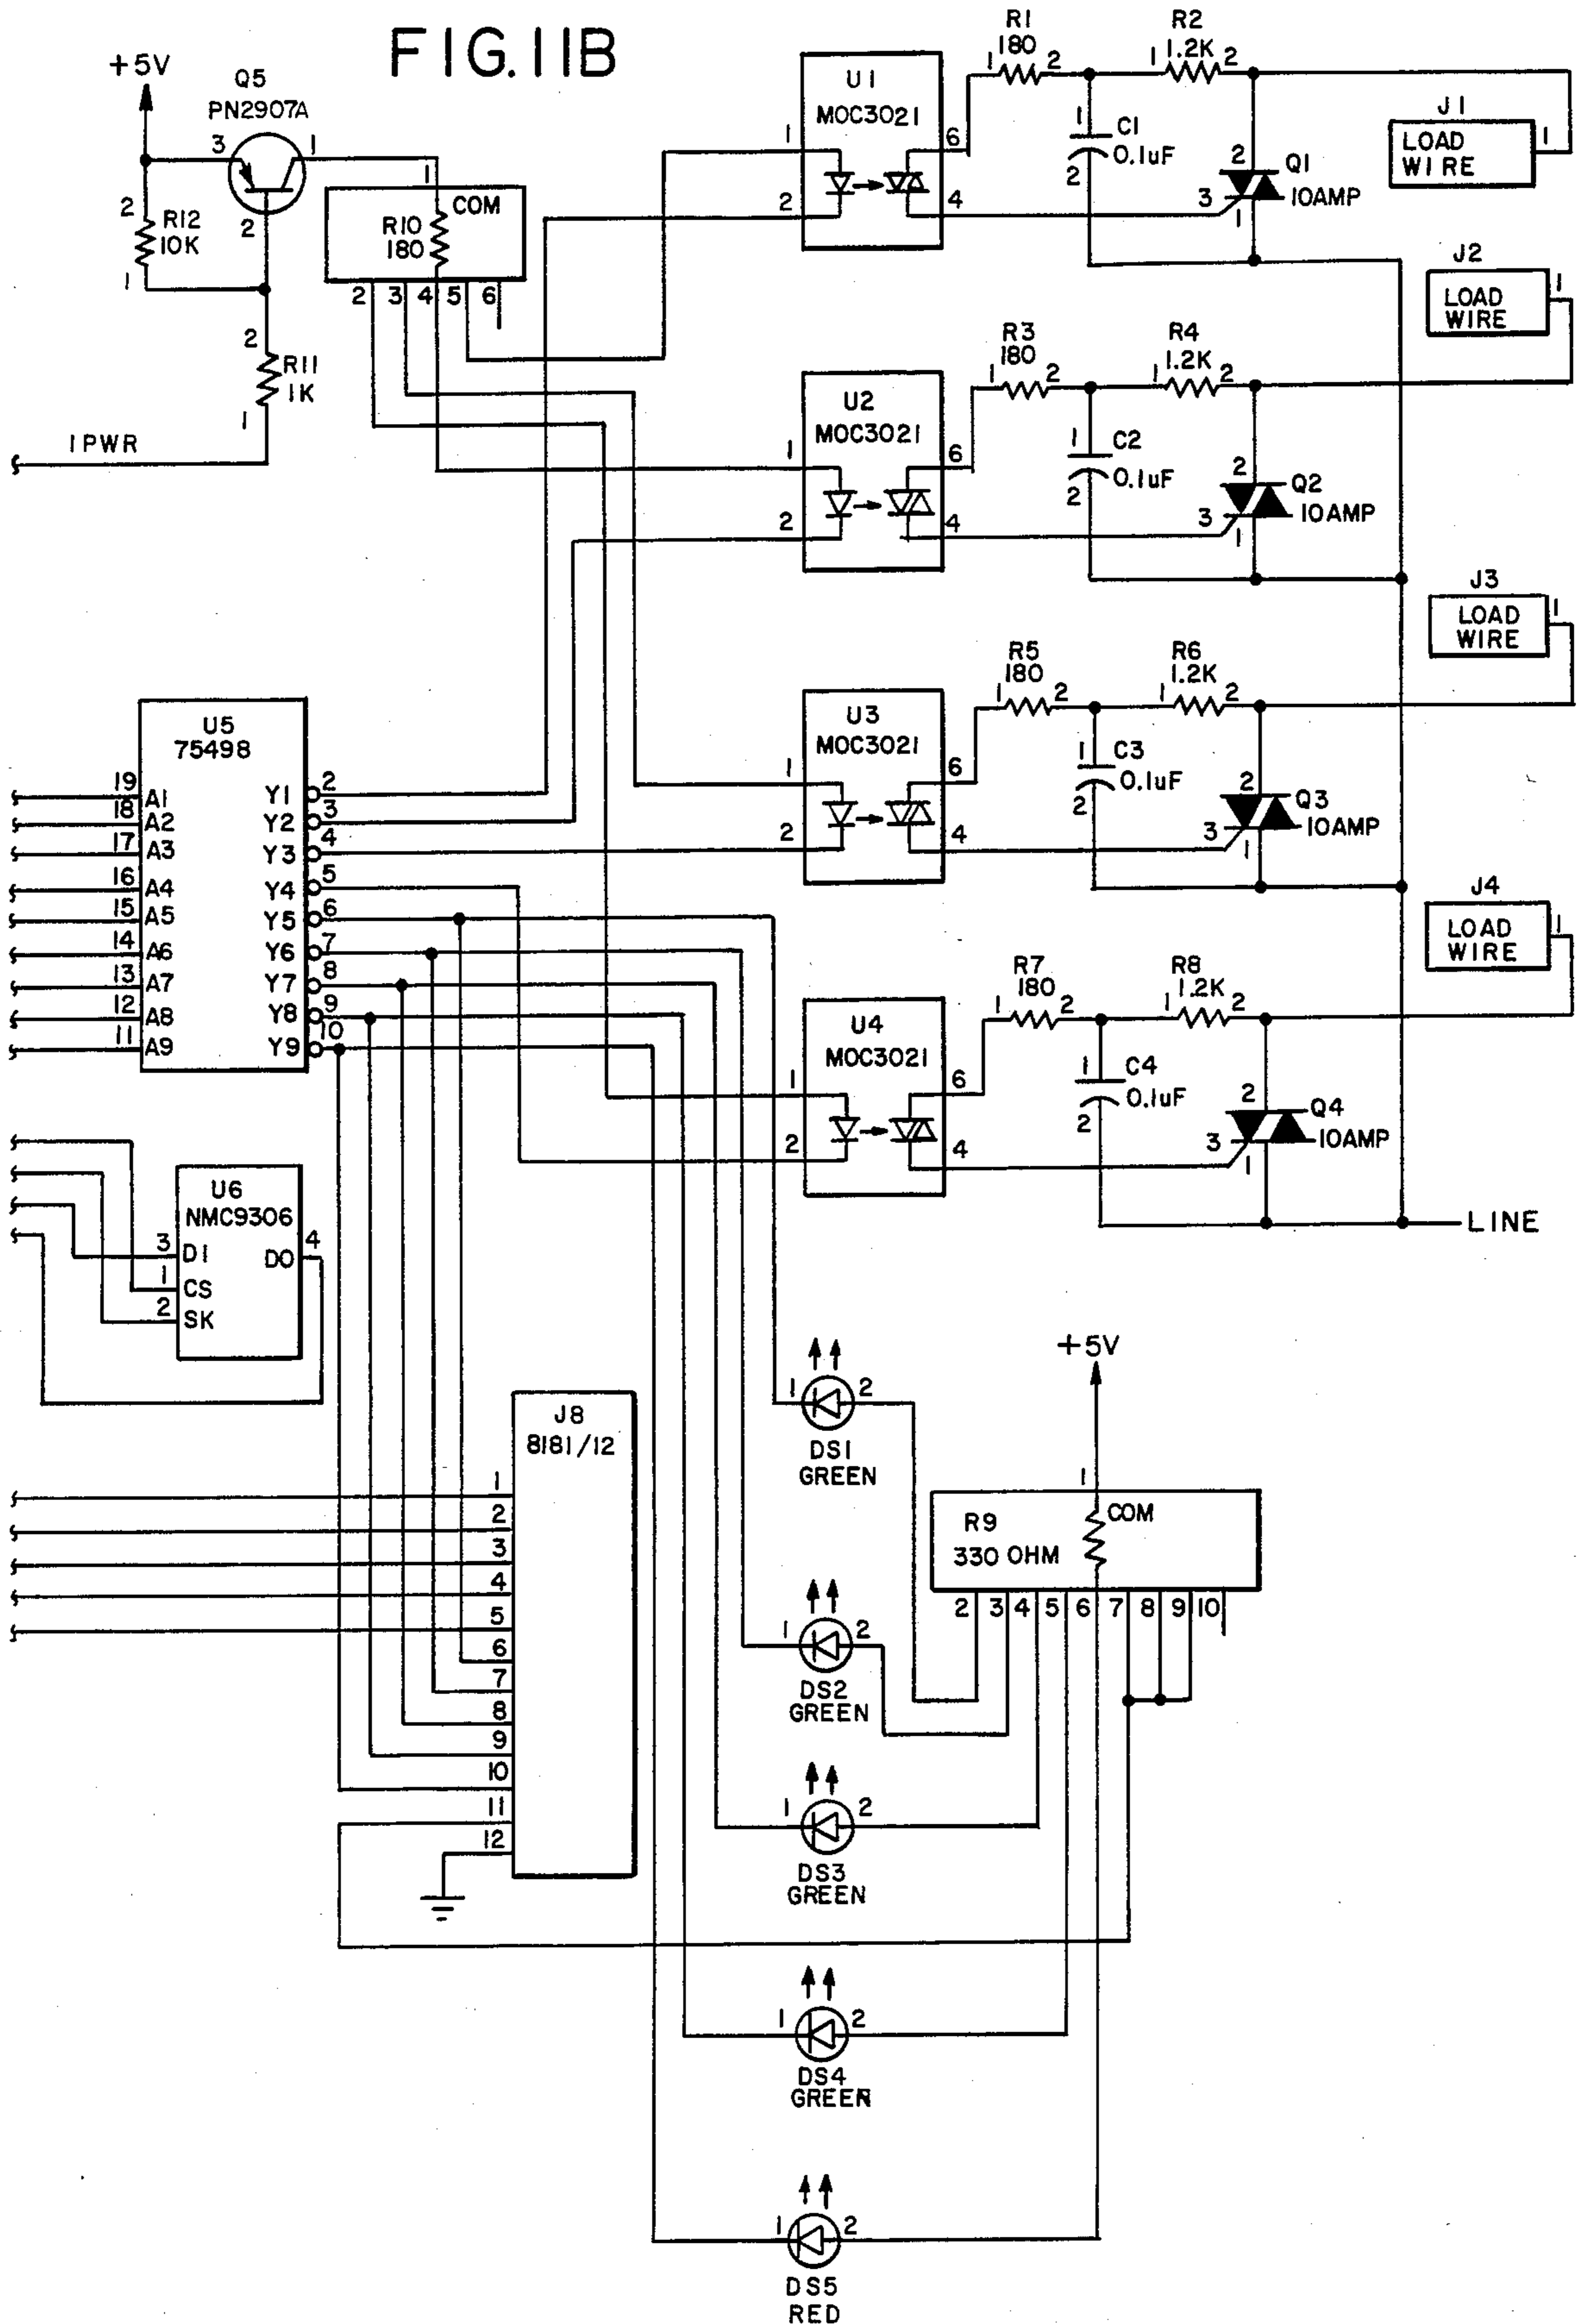 FIG.11B
+5V
Q5
PN2907A
3
1
2
2
R12
10K
1
1
COM
R10
180
2 3 4 5 6
2
R11
1K
1
1PWR
U1
MOC3021
1
2
6
4
R1
180
1 2
R2
1.2K
1 2
1
C1
0.1uF
2
2
Q1
10AMP
3
1
J1
LOAD
WIRE
1
J2
LOAD
WIRE
1
U2
MOC3021
1
2
6
4
R3
180
1 2
R4
1.2K
1 2
1
C2
0.1uF
2
2
Q2
10AMP
3
1
J3
LOAD
WIRE
1
U3
MOC3021
1
2
6
4
R5
180
1 2
R6
1.2K
1 2
1
C3
0.1uF
2
2
Q3
10AMP
3
1
J4
LOAD
WIRE
1
U4
MOC3021
1
2
6
4
R7
180
1 2
R8
1.2K
1 2
1
C4
0.1uF
2
2
Q4
10AMP
3
1
LINE
U5
75498
19 A1 Y1 2
18 A2 Y2 3
17 A3 Y3 4
16 A4 Y4 5
15 A5 Y5 6
14 A6 Y6 7
13 A7 Y7 8
12 A8 Y8 9
11 A9 Y9 10
U6
NMC9306
3 DI DO 4
1 CS
2 SK
J8
8181/12
1
2
3
4
5
6
7
8
9
10
11
12
1 2
DS1
GREEN
1 2
DS2
GREEN
1 2
DS3
GREEN
1 2
DS4
GREEN
1 2
DS5
RED
+5V
1
COM
R9
330 OHM
2 3 4 5 6 7 8 9 10